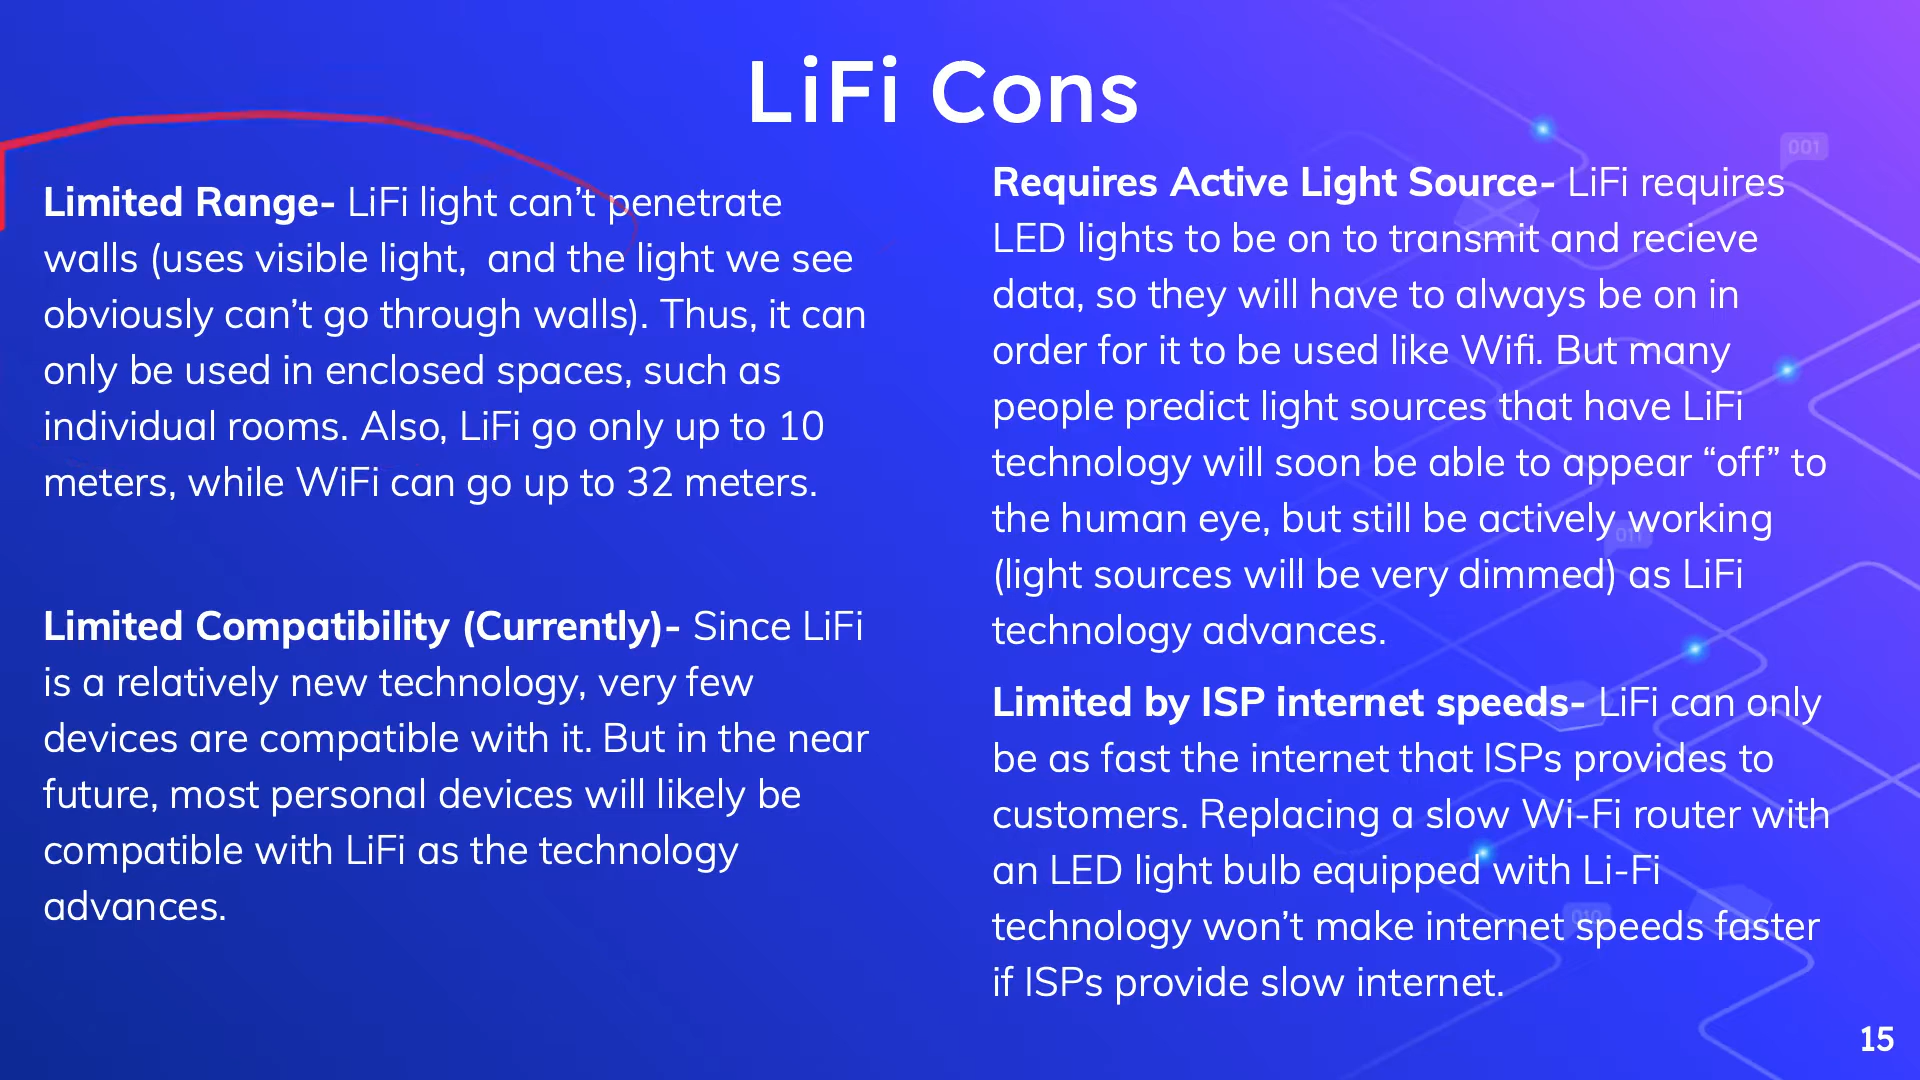 LiFi Cons
Limited Range- LiFi light can’t penetrate
walls (uses visible light,  and the light we see
obviously can’t go through walls). Thus, it can
only be used in enclosed spaces, such as
individual rooms. Also, LiFi go only up to 10
meters, while WiFi can go up to 32 meters.
Limited Compatibility (Currently)- Since LiFi
is a relatively new technology, very few
devices are compatible with it. But in the near
future, most personal devices will likely be
compatible with LiFi as the technology
advances.
Requires Active Light Source- LiFi requires
LED lights to be on to transmit and recieve
data, so they will have to always be on in
order for it to be used like Wifi. But many
people predict light sources that have LiFi
technology will soon be able to appear “off” to
the human eye, but still be actively working
(light sources will be very dimmed) as LiFi
technology advances.
Limited by ISP internet speeds- LiFi can only
be as fast the internet that ISPs provides to
customers. Replacing a slow Wi-Fi router with
an LED light bulb equipped with Li-Fi
technology won’t make internet speeds faster
if ISPs provide slow internet.
001
011
010
15